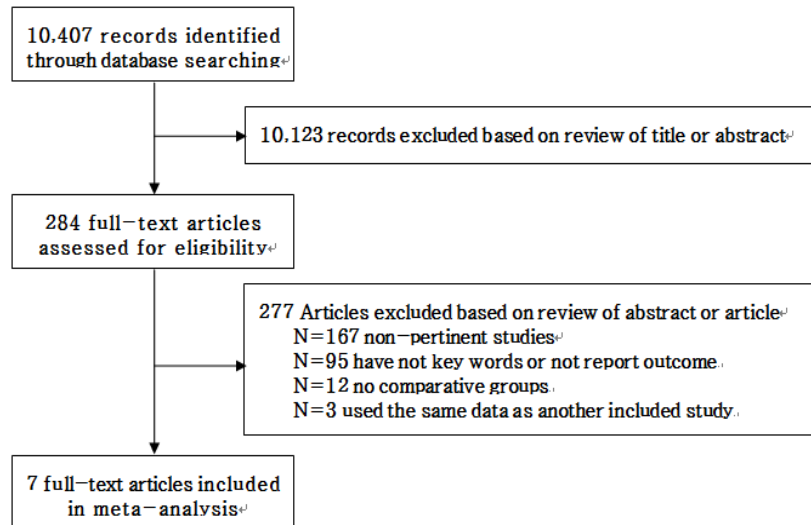 10,407 records identified
through database searching↵
10,123 records excluded based on review of title or abstract↵
284 full-text articles
assessed for eligibility↵
277 Articles excluded based on review of abstract or article↵
N=167 non-pertinent studies↵
N=95 have not key words or not report outcome
N=12 no comparative groups
N=3 used the same data as another included study
7 full-text articles included
in meta-analysis↵